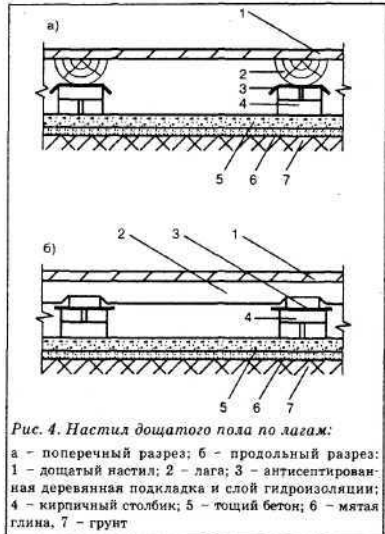 а)
1
2
3
4
5 6 7
б)
2 3 1
4
5 6 7
Рис. 4. Настил дощатого пола по лагам:
а – поперечный разрез; б – продольный разрез:
1 – дощатый настил; 2 – лага; 3 – антисептирован-
ная деревянная подкладка и слой гидроизоляции;
4 – кирпичный столбик; 5 – тощий бетон; 6 – мятая
глина, 7 – грунт